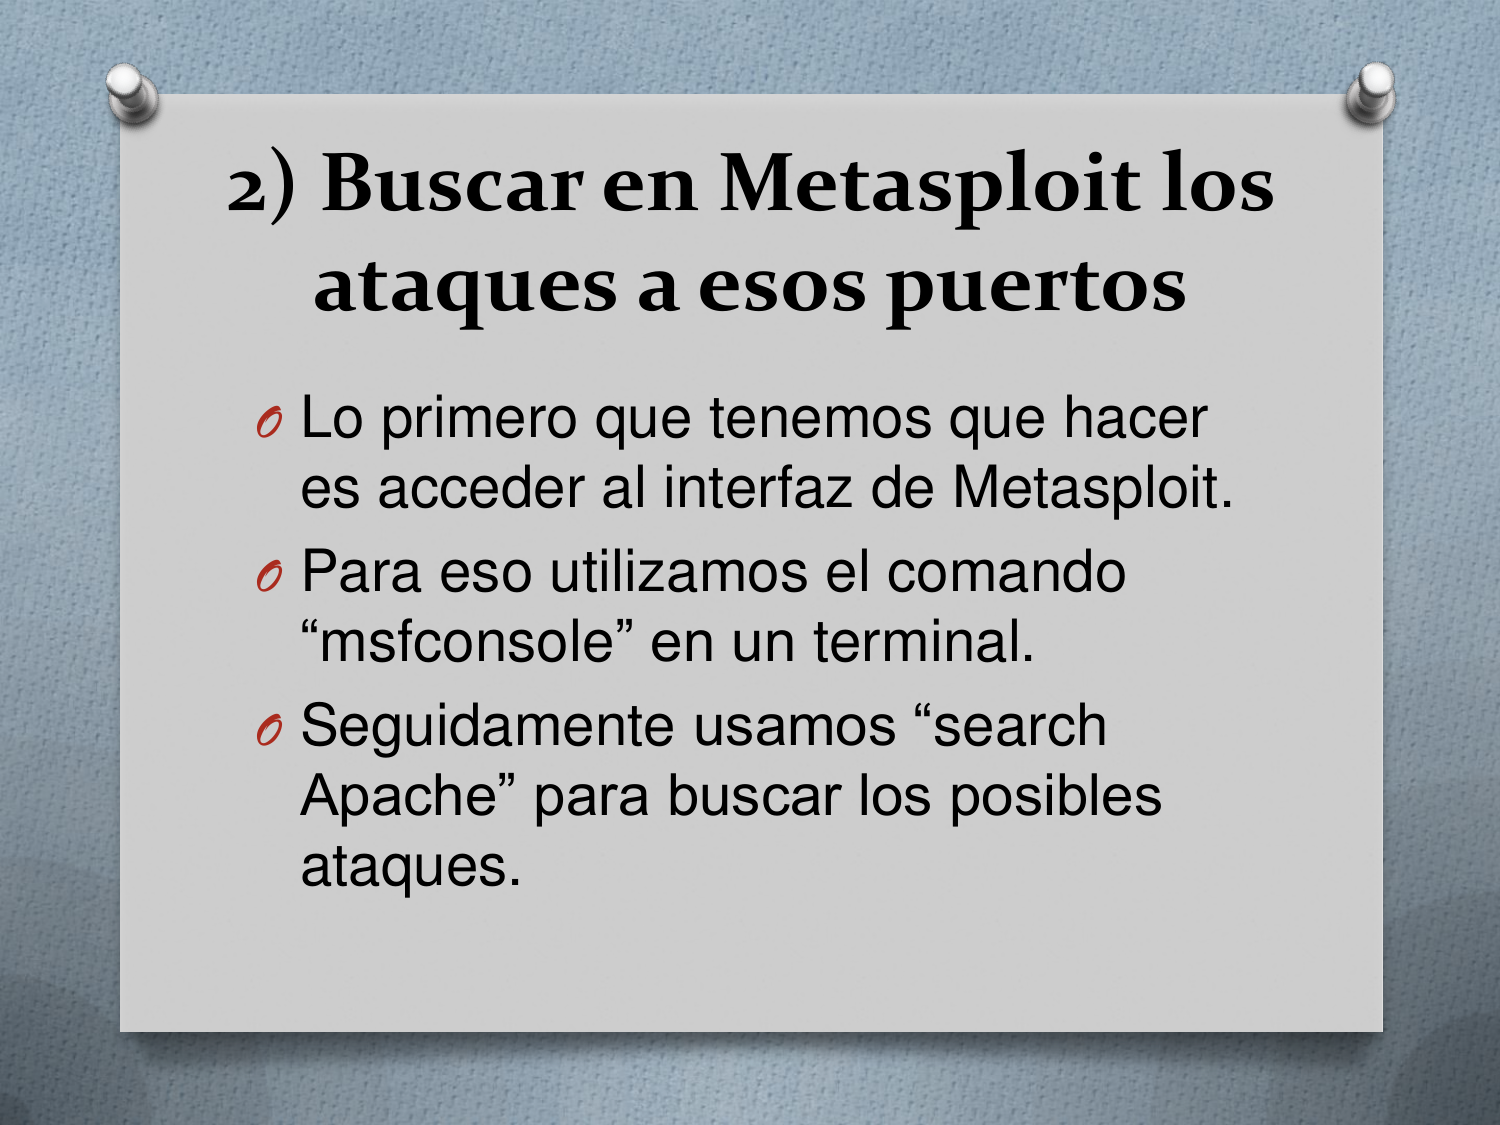 2) Buscar en Metasploit los
ataques a esos puertos
Lo primero que tenemos que hacer
es acceder al interfaz de Metasploit.
Para eso utilizamos el comando
“msfconsole” en un terminal.
Seguidamente usamos “search
Apache” para buscar los posibles
ataques.